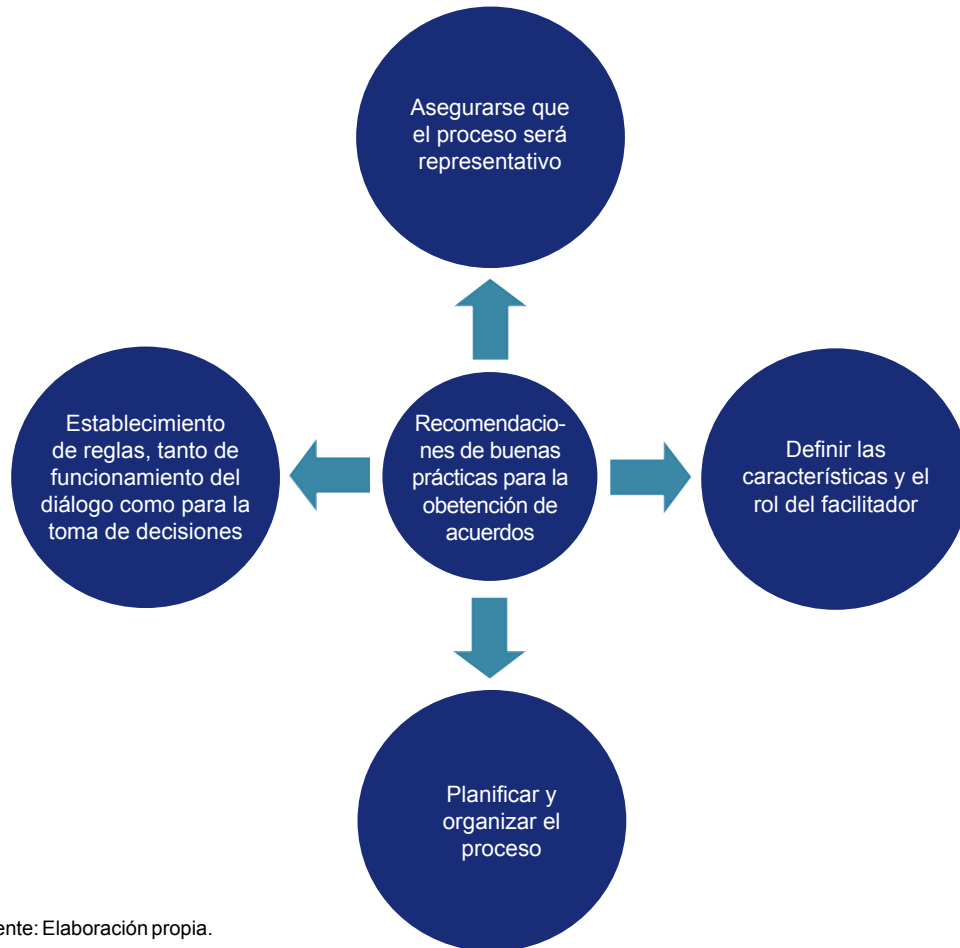 Asegurarse que
el proceso será
representativo
Establecimiento
de reglas, tanto de
funcionamiento del
diálogo como para la
toma de decisiones
Recomendacio-
nes de buenas
prácticas para la
obetención de
acuerdos
Definir las
características y el
rol del facilitador
Planificar y
organizar el
proceso
ente: Elaboración propia.